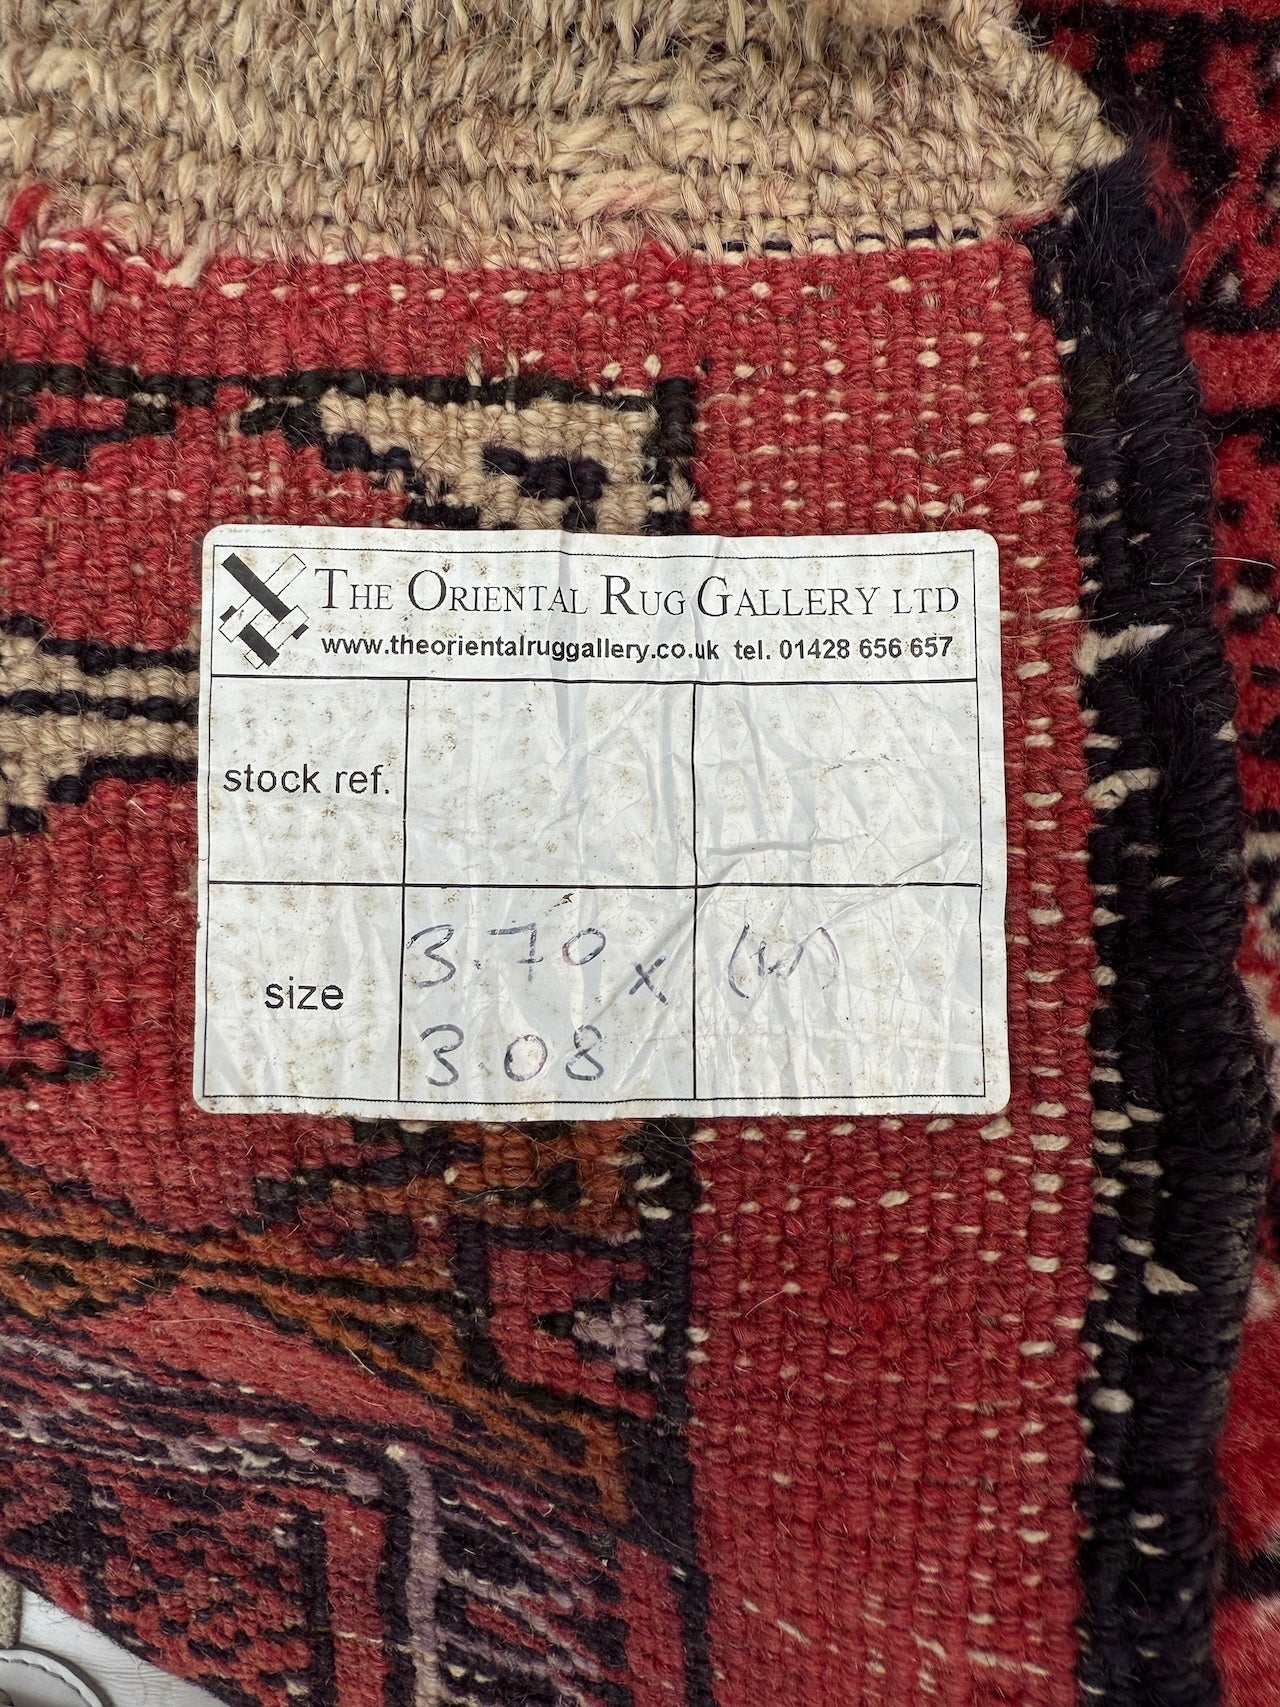 THE ORIENTAL RUG GALLERY LTD
www.theorientalruggallery.co.uk tel. 01428 656 657
stock ref.
size
3.70 x
3.08